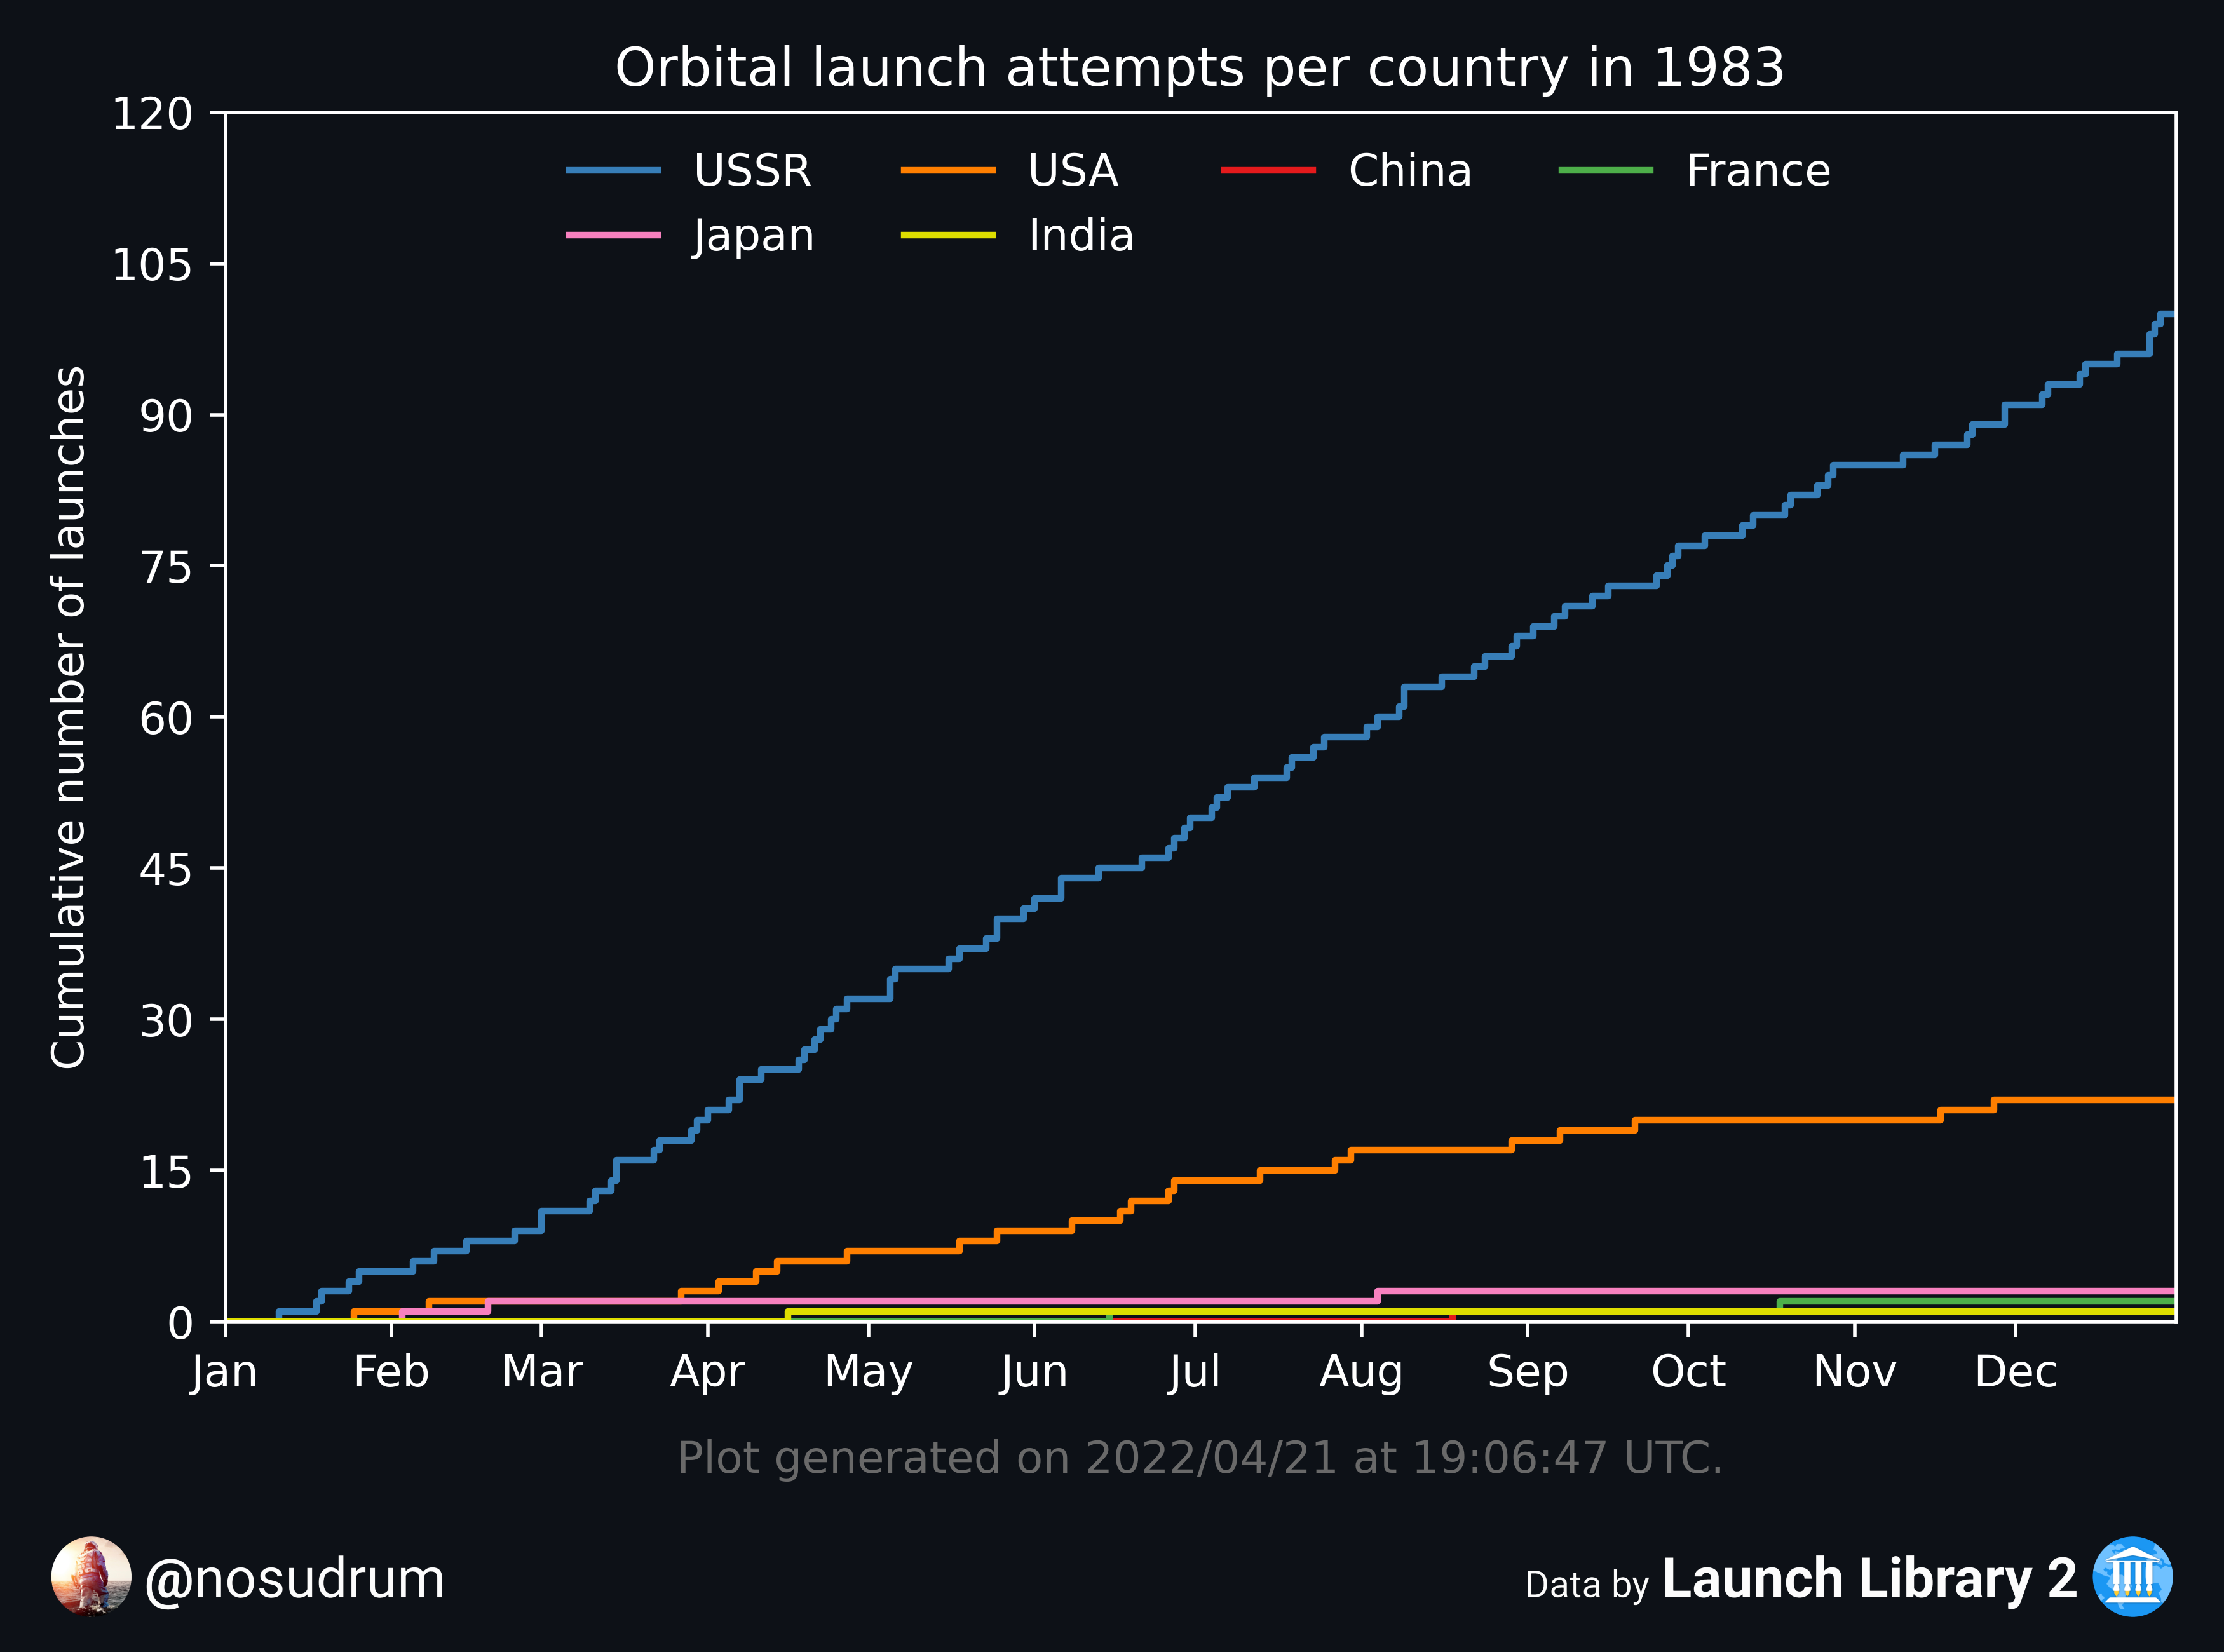 Orbital launch attempts per country in 1983
120
105
90
75
60
45
30
15
0
Cumulative number of launches
USSR USA China France
Japan India
Jan Feb Mar Apr May Jun Jul Aug Sep Oct Nov Dec
Plot generated on 2022/04/21 at 19:06:47 UTC.
@nosudrum
Data by Launch Library 2